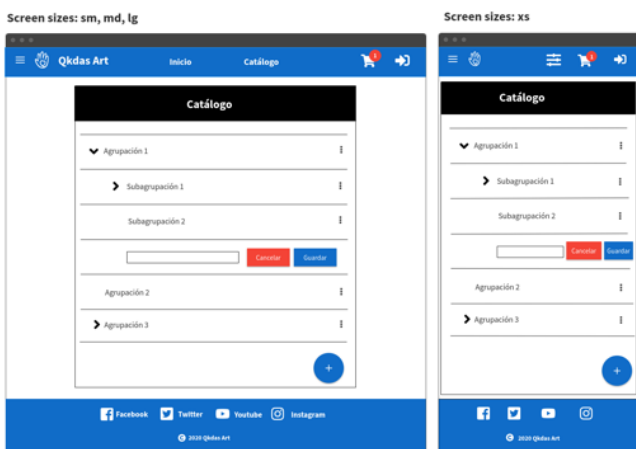 Screen sizes: sm, md, lg
Qkdas Art Inicio Catálogo 1
Catálogo
Agrupación 1
Subagrupación 1
Subagrupación 2
Cancelar Guardar
Agrupación 2
Agrupación 3
+
Facebook Twitter Youtube Instagram
© 2020 Qkdas Art
Screen sizes: xs
1
Catálogo
Agrupación 1
Subagrupación 1
Subagrupación 2
Cancelar Guardar
Agrupación 2
Agrupación 3
+
© 2020 Qkdas Art